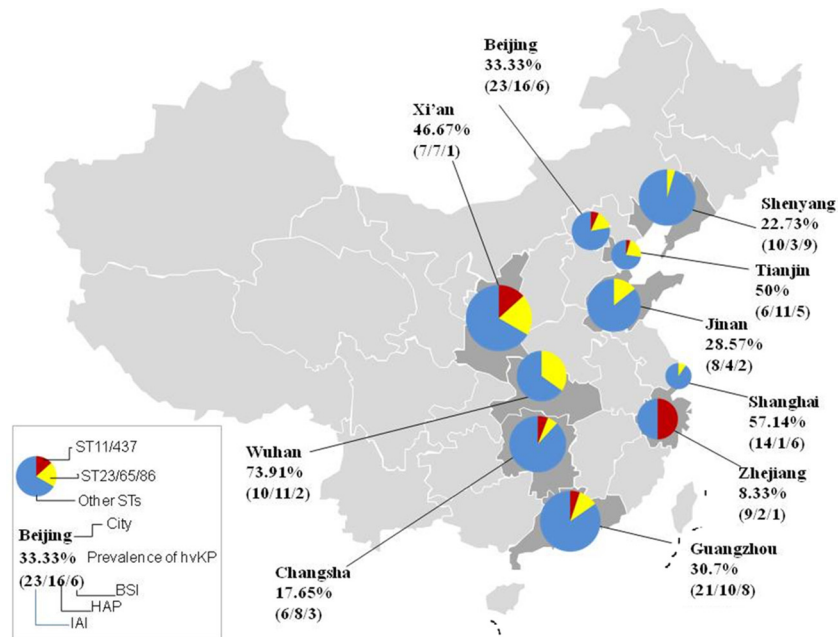 Beijing
33.33%
(23/16/6)
Xi'an
46.67%
(7/7/1)
Shenyang
22.73%
(10/3/9)
Tianjin
50%
(6/11/5)
Jinan
28.57%
(8/4/2)
Shanghai
57.14%
(14/1/6)
Zhejiang
8.33%
(9/2/1)
Wuhan
73.91%
(10/11/2)
Changsha
17.65%
(6/8/3)
Guangzhou
30.7%
(21/10/8)
ST11/437
ST23/65/86
Other STs
City
Beijing
33.33% Prevalence of hvKP
(23/16/6)
BSI
HAP
IAI